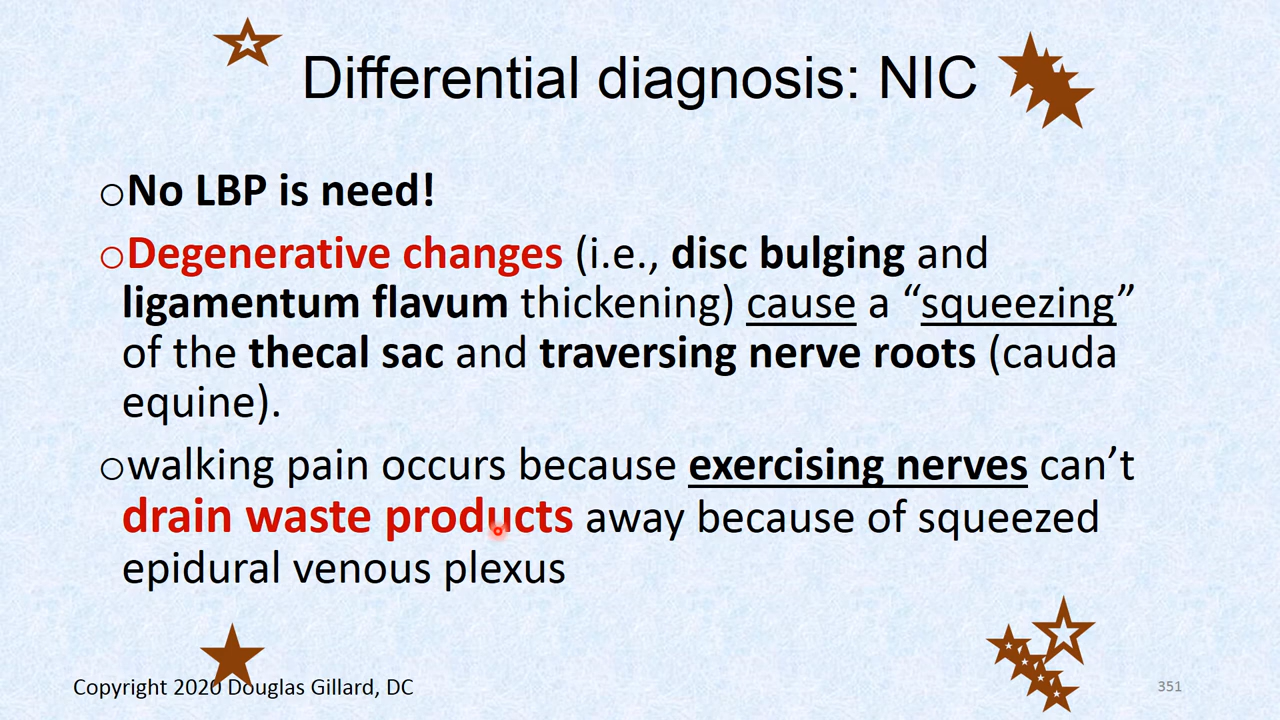 Differential diagnosis: NIC
○No LBP is need!
○Degenerative changes (i.e., disc bulging and
ligamentum flavum thickening) cause a “squeezing”
of the thecal sac and traversing nerve roots (cauda
equine).
○walking pain occurs because exercising nerves can’t
drain waste products away because of squeezed
epidural venous plexus
Copyright 2020 Douglas Gillard, DC
351